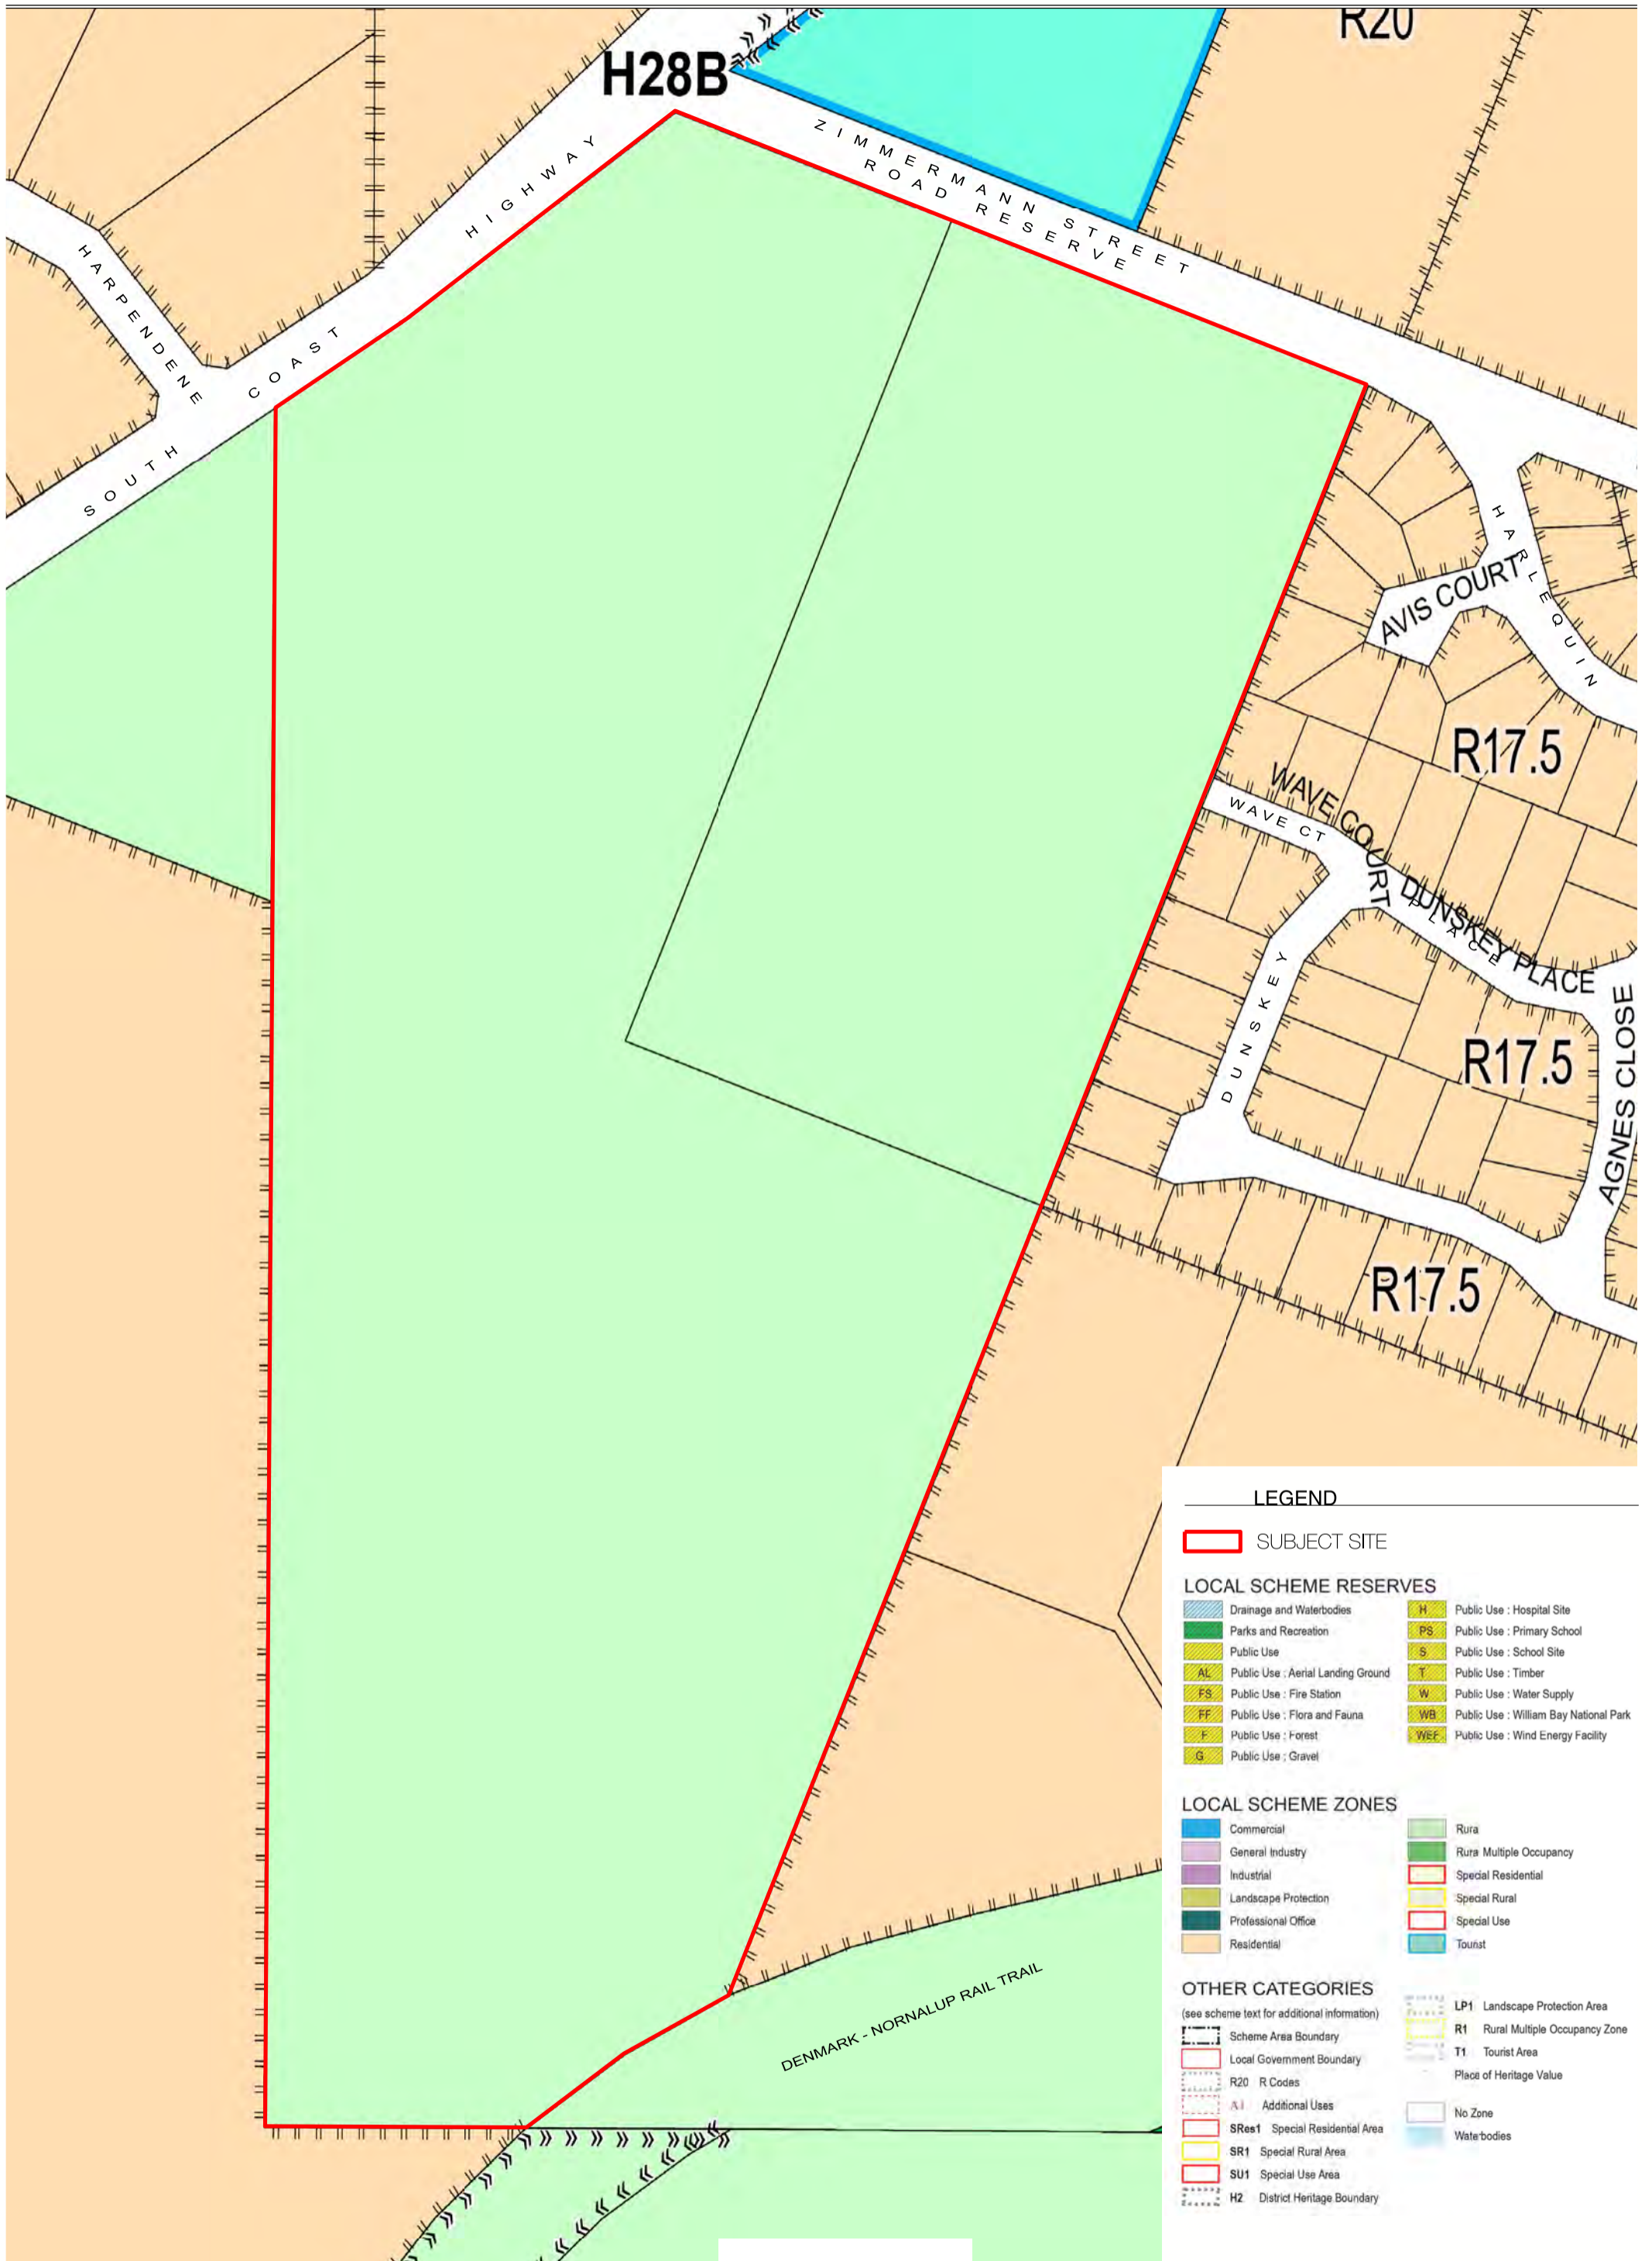 R20
H28B
ZIMMERMANN STREET
ROAD RESERVE
SOUTH COAST HIGHWAY
HARPENDENE
HARLEQUIN
AVIS COURT
R17.5
WAVE COURT
WAVE CT
DUNSKEY PLACE
PLACE
DUNSKEY
R17.5
AGNES CLOSE
R17.5
DENMARK - NORNALUP RAIL TRAIL
LEGEND
SUBJECT SITE
LOCAL SCHEME RESERVES
Drainage and Waterbodies
Parks and Recreation
Public Use
AL Public Use : Aerial Landing Ground
FS Public Use : Fire Station
FF Public Use : Flora and Fauna
F Public Use : Forest
G Public Use : Gravel
H Public Use : Hospital Site
PS Public Use : Primary School
S Public Use : School Site
T Public Use : Timber
W Public Use : Water Supply
WB Public Use : William Bay National Park
WEF Public Use : Wind Energy Facility
LOCAL SCHEME ZONES
Commercial
General Industry
Industrial
Landscape Protection
Professional Office
Residential
Rura
Rura Multiple Occupancy
Special Residential
Special Rural
Special Use
Tourist
OTHER CATEGORIES
(see scheme text for additional information)
Scheme Area Boundary
Local Government Boundary
R20 R Codes
A1 Additional Uses
SRes1 Special Residential Area
SR1 Special Rural Area
SU1 Special Use Area
H2 District Heritage Boundary
LP1 Landscape Protection Area
R1 Rural Multiple Occupancy Zone
T1 Tourist Area
Place of Heritage Value
No Zone
Waterbodies